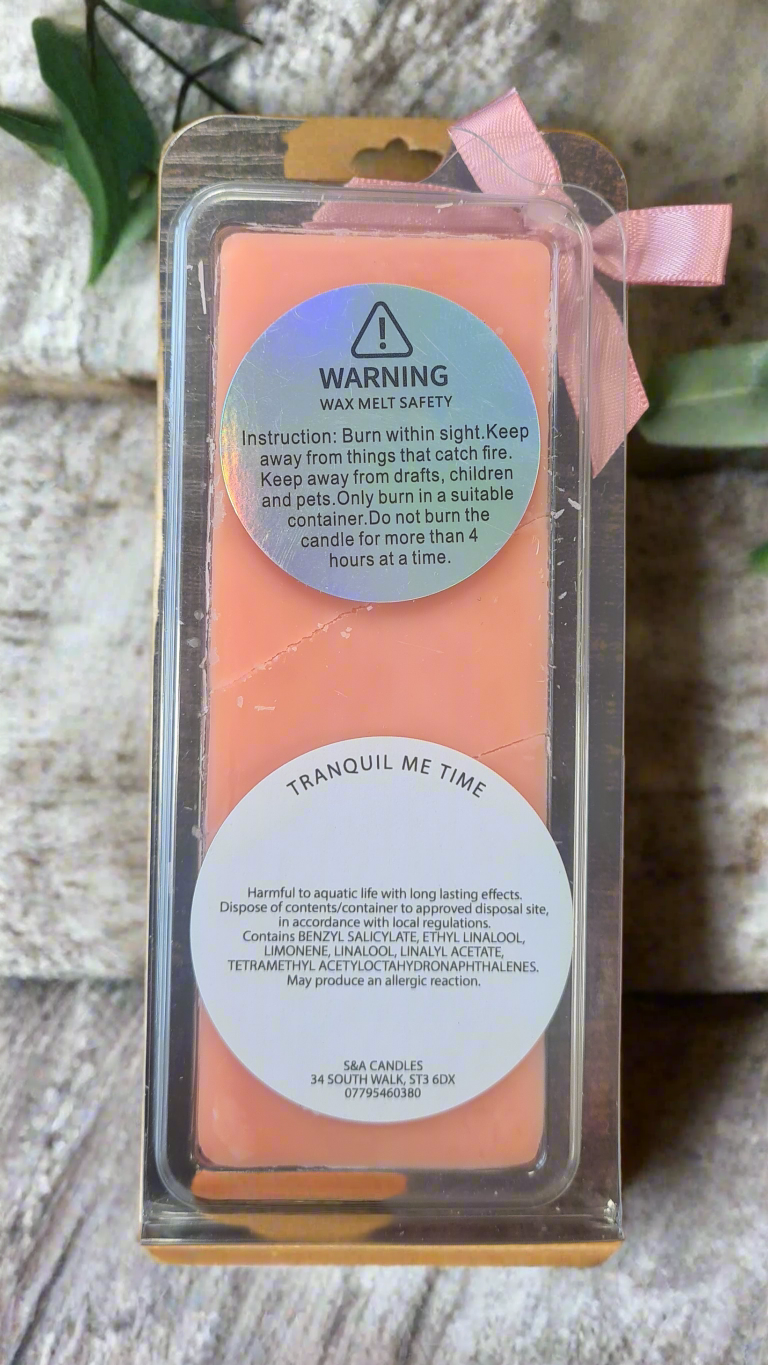 WARNING
WAX MELT SAFETY
Instruction: Burn within sight.Keep
away from things that catch fire.
Keep away from drafts, children
and pets.Only burn in a suitable
container.Do not burn the
candle for more than 4
hours at a time.
TRANQUIL ME TIME
Harmful to aquatic life with long lasting effects.
Dispose of contents/container to approved disposal site,
in accordance with local regulations.
Contains BENZYL SALICYLATE, ETHYL LINALOOL,
LIMONENE, LINALOOL, LINALYL ACETATE,
TETRAMETHYL ACETYLOCTAHYDRONAPHTHALENES.
May produce an allergic reaction.
S&A CANDLES
34 SOUTH WALK, ST3 6DX
07795460380